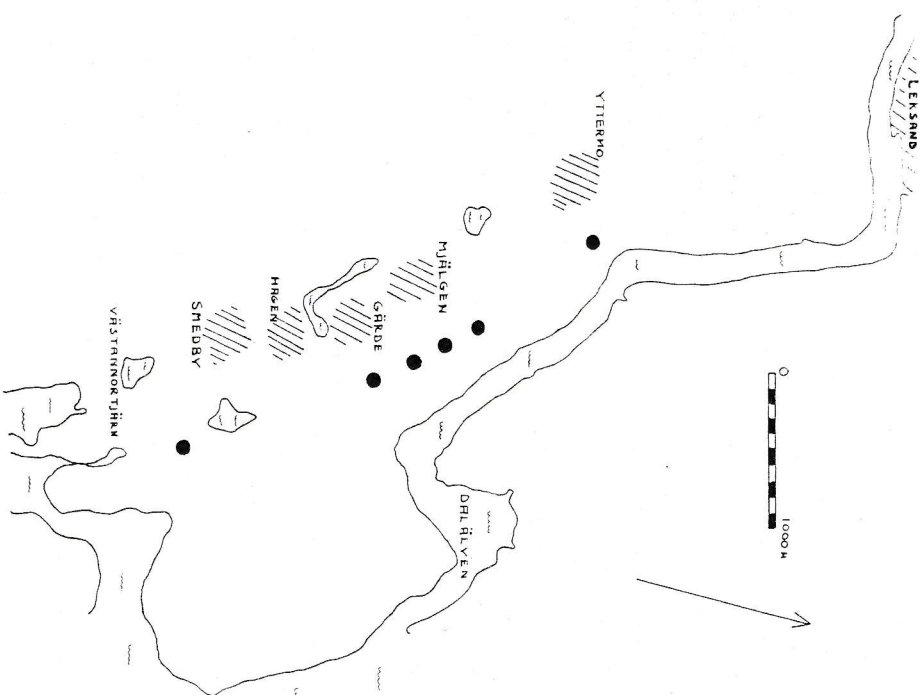 LEKSAND
YTTERMO
MJÄLGEN
GÄRDE
HAGEN
SMEDBY
VÄSTANNORTJÄRN
DALÄLVEN
0 1000 M